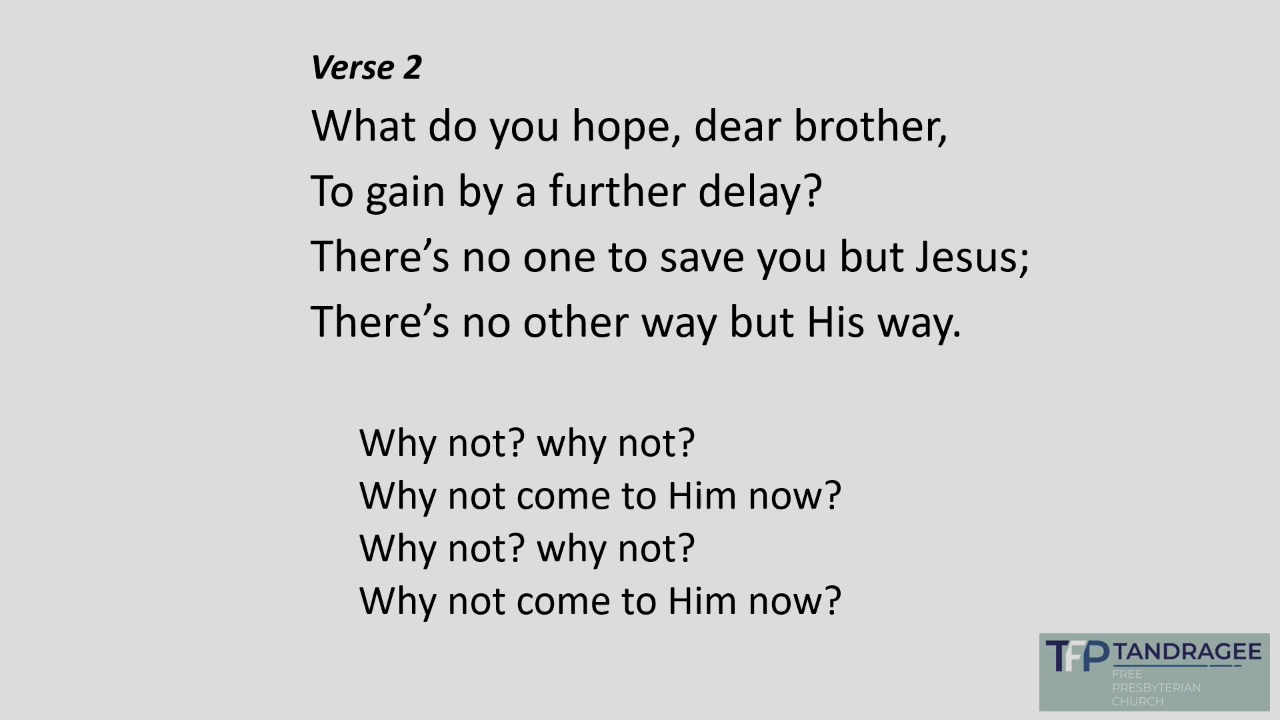 Verse 2
What do you hope, dear brother,
To gain by a further delay?
There’s no one to save you but Jesus;
There’s no other way but His way.
Why not? why not?
Why not come to Him now?
Why not? why not?
Why not come to Him now?
TFP TANDRAGEE
FREE
PRESBYTERIAN
CHURCH